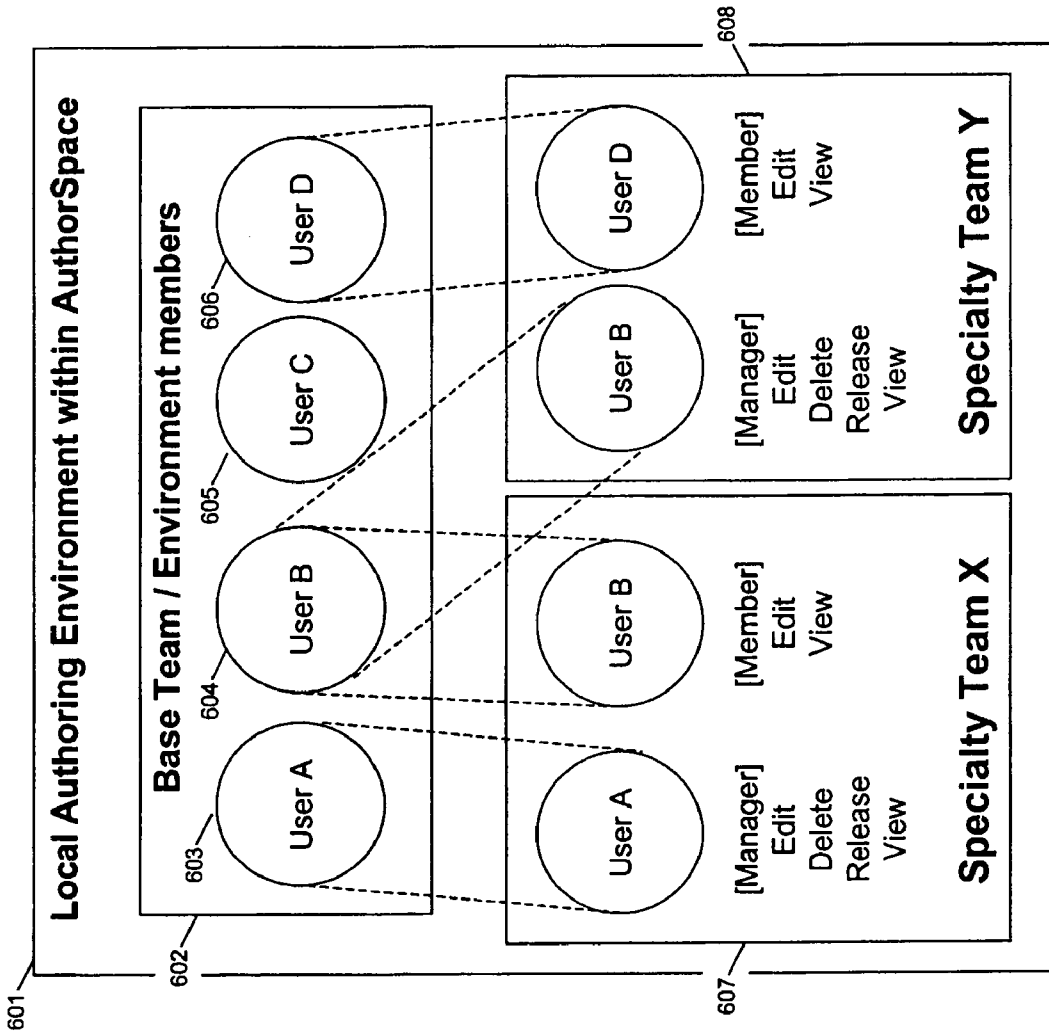 601
Local Authoring Environment within AuthorSpace
602
Base Team / Environment members
603
604
605
606
User A
User B
User C
User D
607
608
User A
User B
[Manager]
Edit
Delete
Release
View
[Member]
Edit
View
Specialty Team X
User B
User D
[Manager]
Edit
Delete
Release
View
[Member]
Edit
View
Specialty Team Y